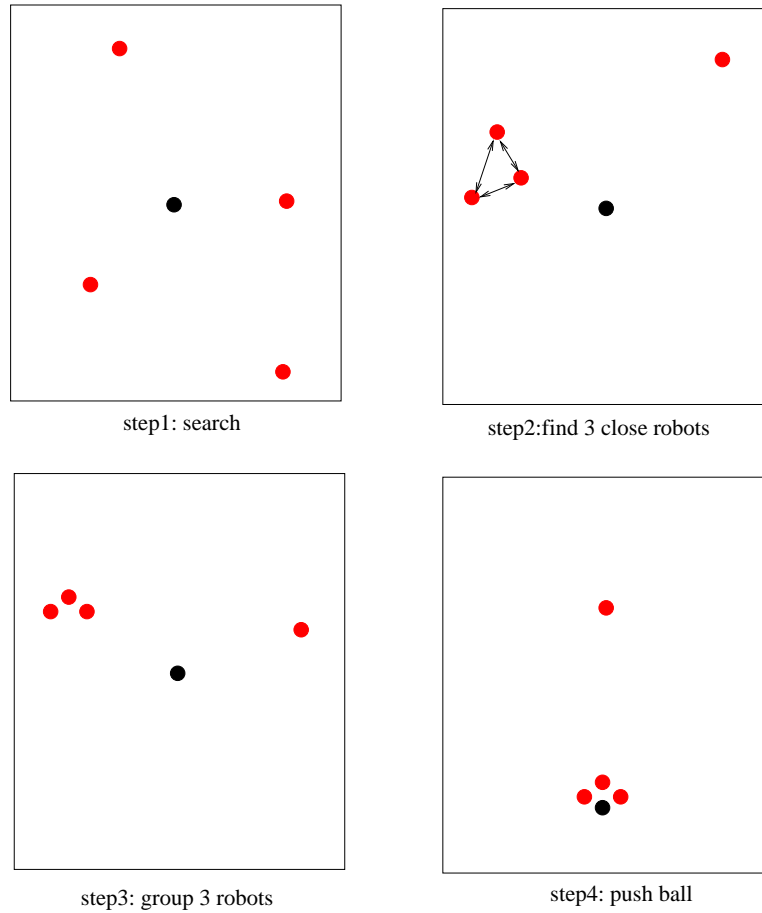 step1: search
step2:find 3 close robots
step3: group 3 robots
step4: push ball